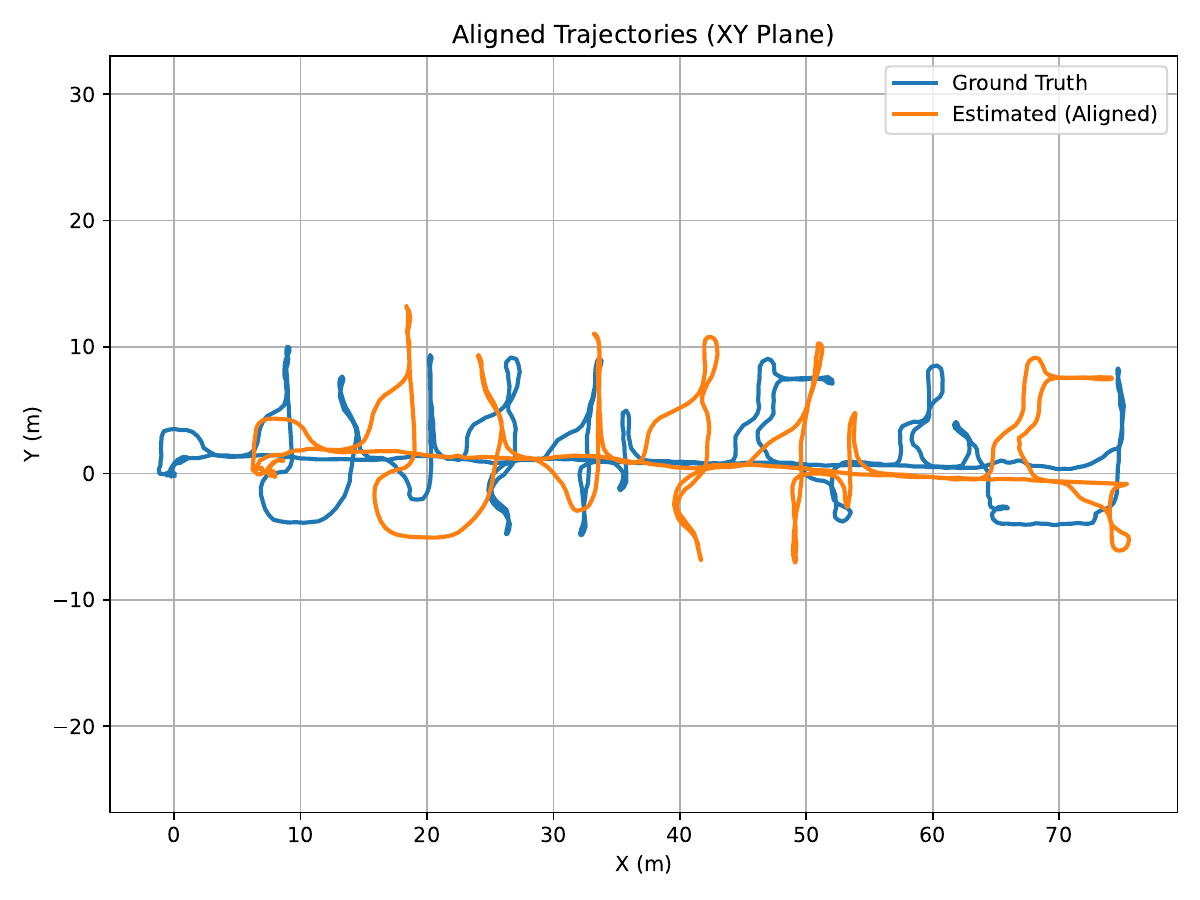 Aligned Trajectories (XY Plane)
Ground Truth
Estimated (Aligned)
30
20
10
0
−10
−20
Y (m)
0 10 20 30 40 50 60 70
X (m)